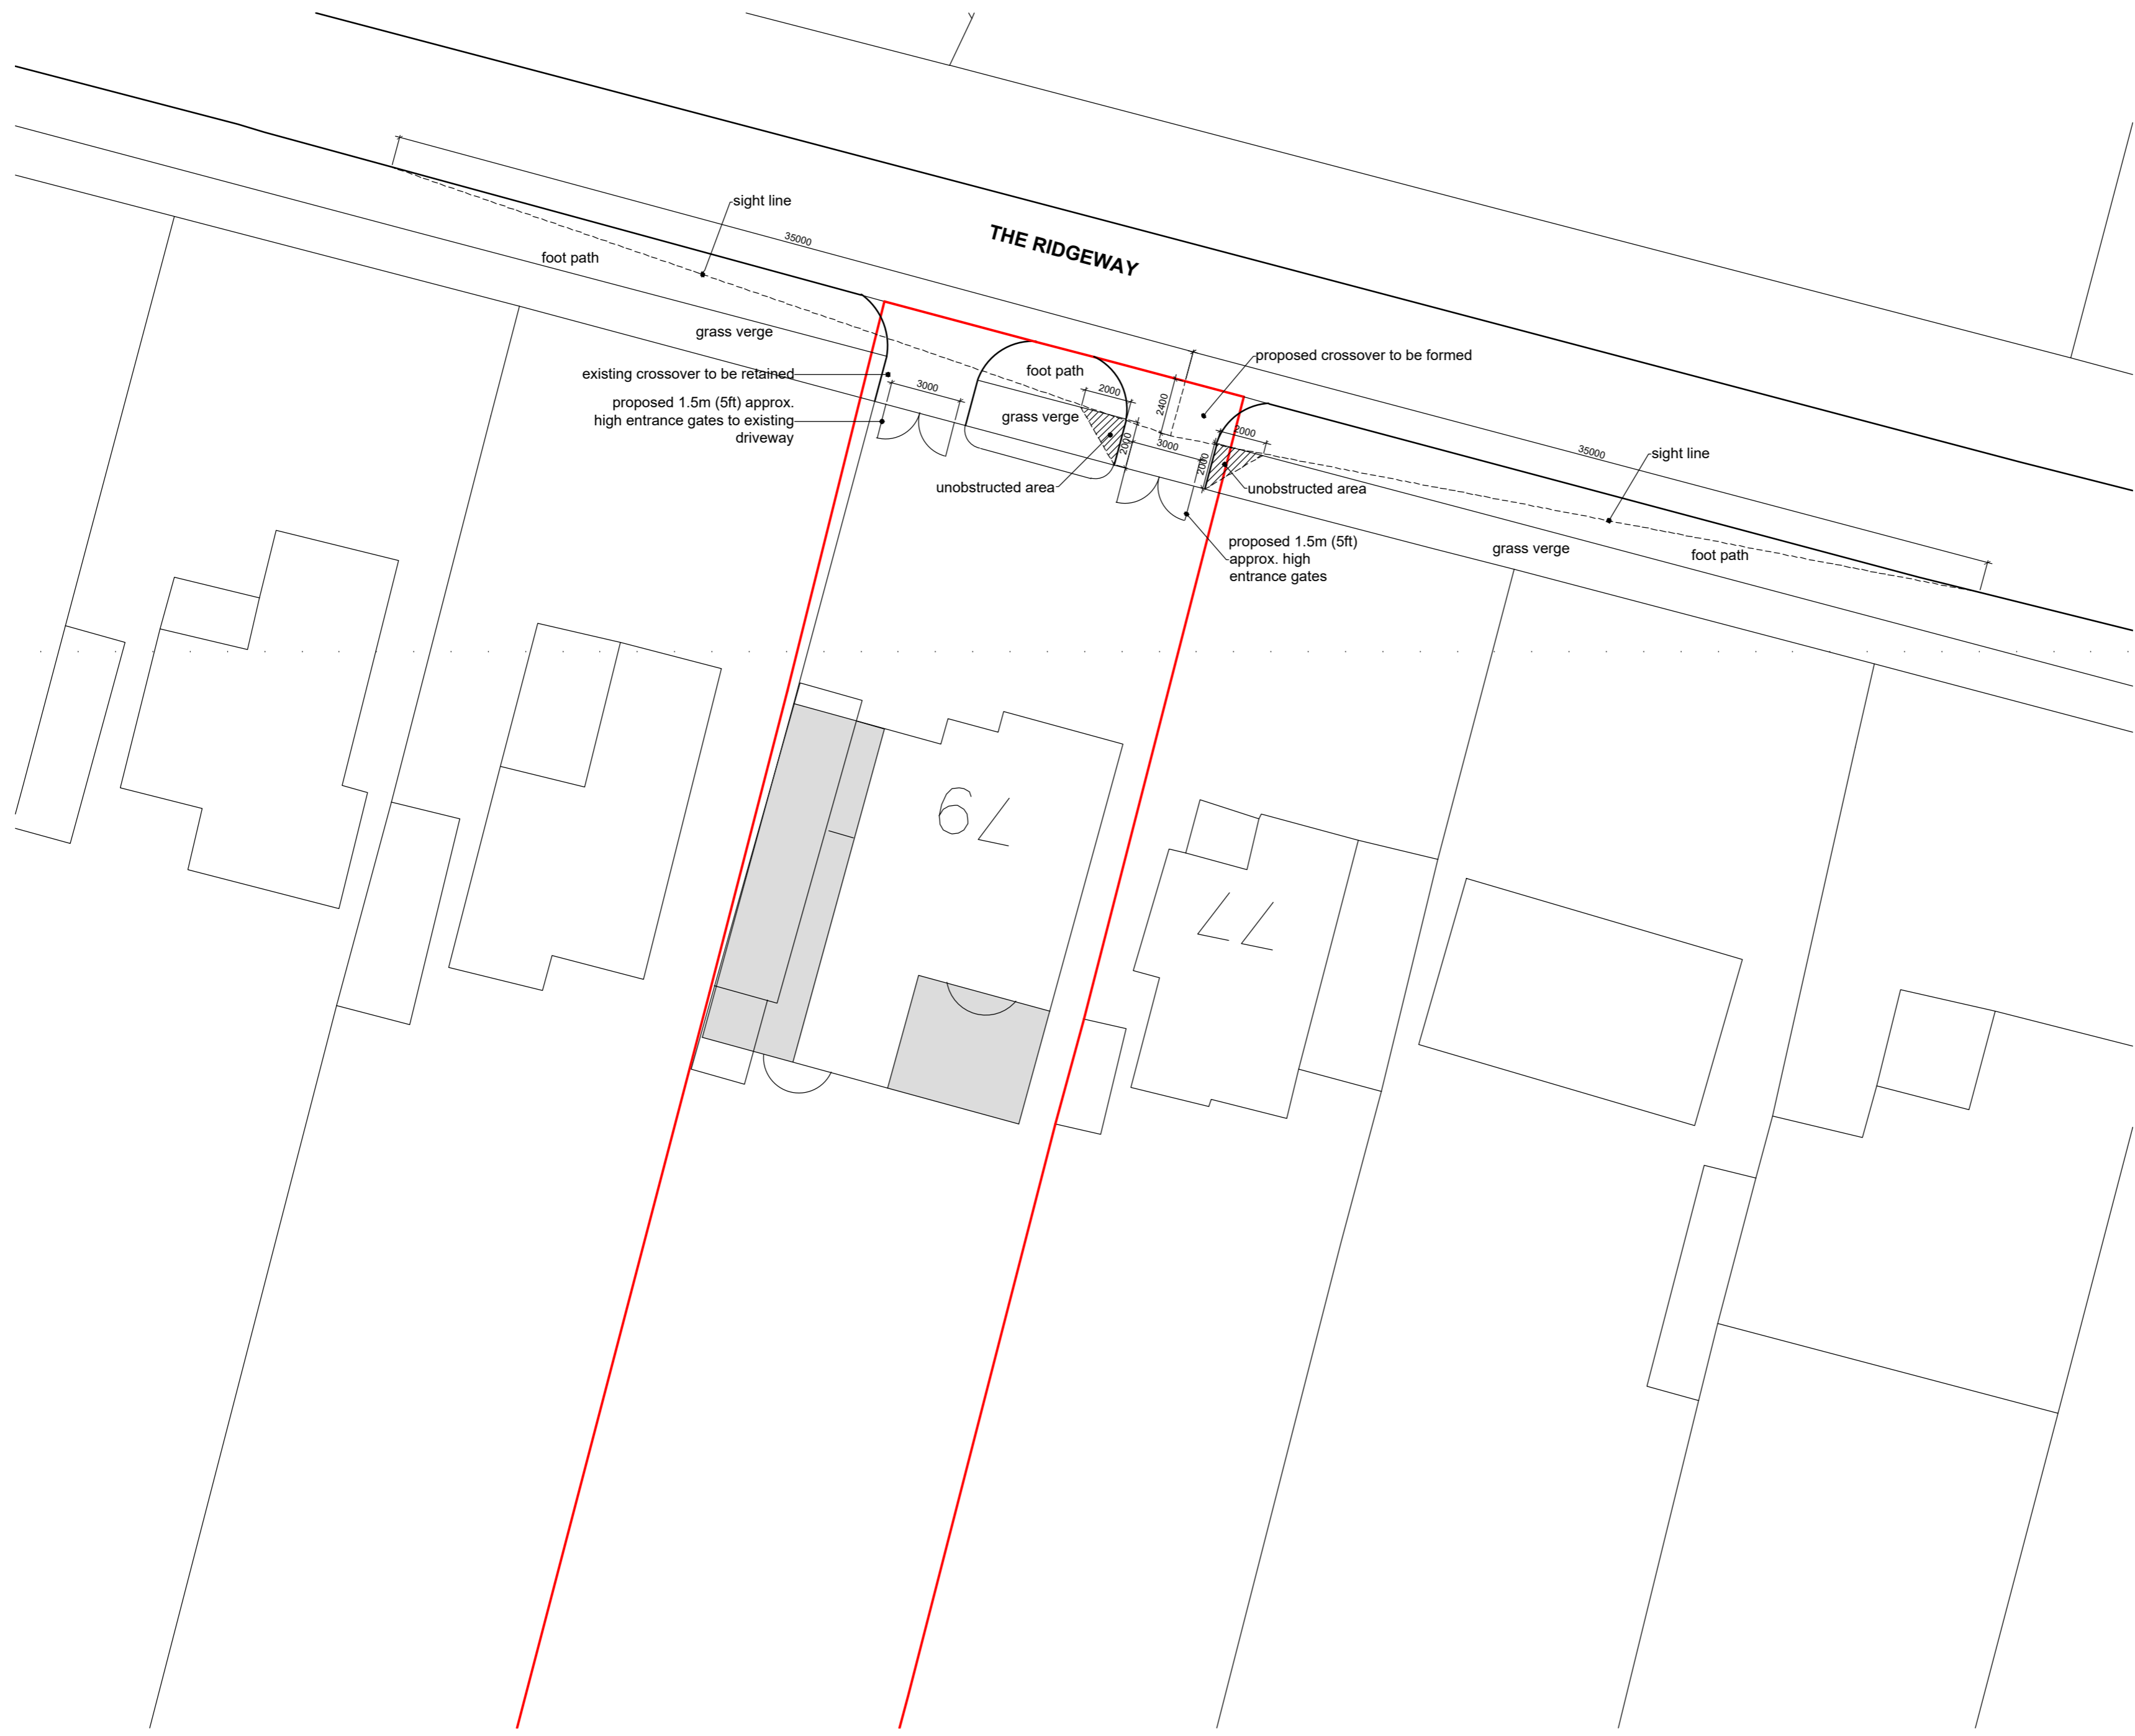 sight line
35000
THE RIDGEWAY
foot path
grass verge
existing crossover to be retained
proposed 1.5m (5ft) approx.
high entrance gates to existing
driveway
3000
foot path
grass verge
2000
2000
unobstructed area
2400
3000
proposed crossover to be formed
2000
2000
unobstructed area
proposed 1.5m (5ft)
approx. high
entrance gates
35000
sight line
grass verge
foot path
79
77